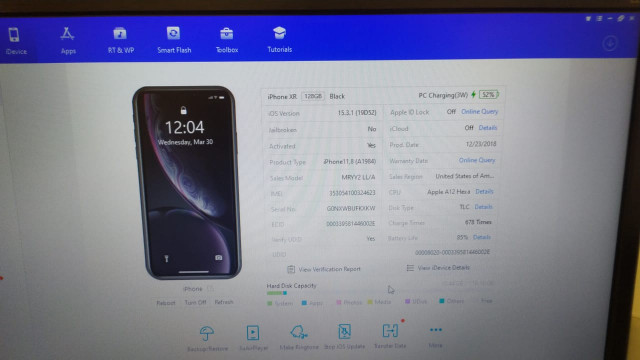 iDevice Apps RT & WP Smart Flash Toolbox Tutorials
iPhone XR 128GB Black PC Charging(3W) 52%
iOS Version 15.3.1 (19D52) Apple ID Lock Off Online Query
Jailbroken No iCloud Off Details
Activated Yes Prod. Date 12/23/2018
12:04
Wednesday, Mar 30
Product Type iPhone11,8 (A1984) Warranty Date Online Query
Sales Model MRYY2 LL/A Sales Region United States of Am...
IMEI CPU Apple A12 Hexa Details
Serial No. Disk Type TLC Details
ECID Charge Times 678 Times
Verify UDID Yes Battery Life 85% Details
UDID
View Verification Report View iDevice Details
iPhone
Hard Disk Capacity
Reboot Turn Off Refresh
System Apps Photos Media UDisk Others Free
Backup/Restore Make Ringtone Stop iOS Update Transfer Data More